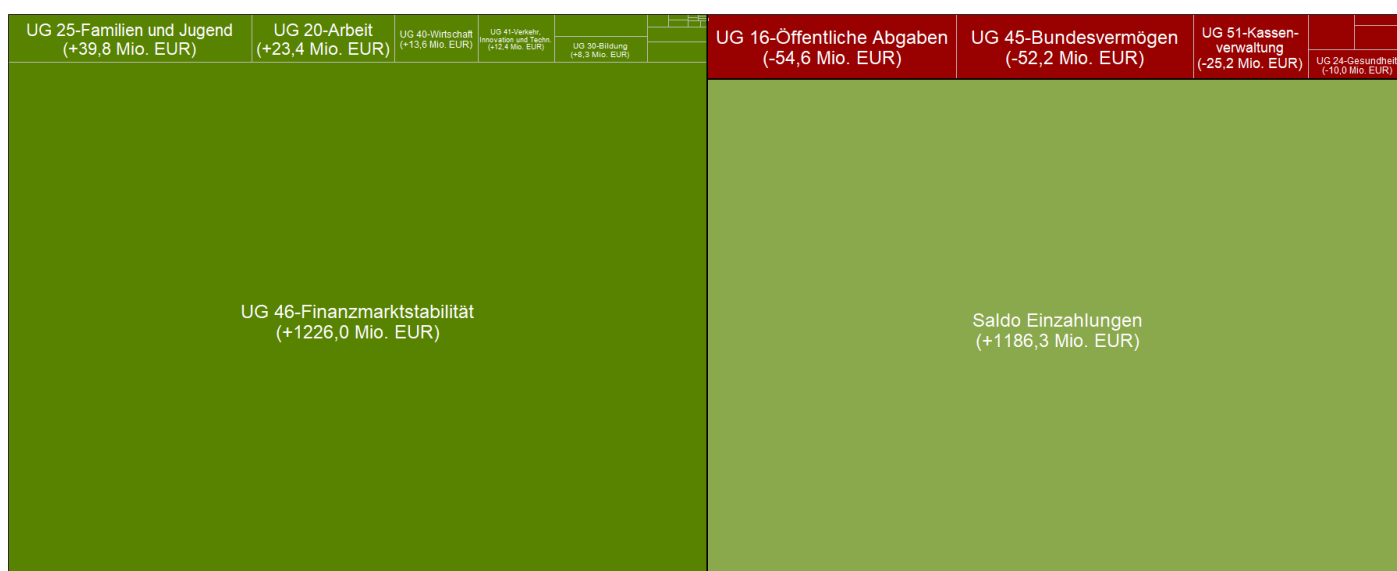 UG 25-Familien und Jugend
(+39,8 Mio. EUR)
UG 20-Arbeit
(+23,4 Mio. EUR)
UG 40-Wirtschaft
(+13,6 Mio. EUR)
UG 41-Verkehr,
Innovation und Techn.
(+12,4 Mio. EUR)
UG 30-Bildung
(+8,3 Mio. EUR)
UG 46-Finanzmarktstabilität
(+1226,0 Mio. EUR)
UG 16-Öffentliche Abgaben
(-54,6 Mio. EUR)
UG 45-Bundesvermögen
(-52,2 Mio. EUR)
UG 51-Kassen-
verwaltung
(-25,2 Mio. EUR)
UG 24-Gesundheit
(-10,0 Mio. EUR)
Saldo Einzahlungen
(+1186,3 Mio. EUR)